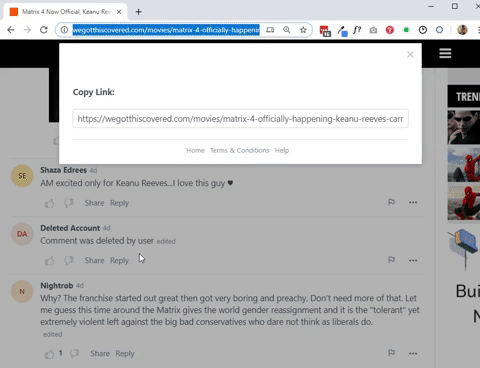 Matrix 4 Now Official, Keanu Ree
wegotthiscovered.com/movies/matrix-4-officially-happenin
Copy Link:
https://wegotthiscovered.com/movies/matrix-4-officially-happening-keanu-reeves-carr
Home Terms & Conditions Help
TREN
SE Shaza Edrees 4d
AM excited only for Keanu Reeves...I love this guy ♥
Share Reply
DA Deleted Account 4d
Comment was deleted by user edited
Share Reply
N Nightrob 4d
Why? The franchise started out great then got very boring and preachy. Don't need more of that. Let
me guess this time around the Matrix gives the world gender reassignment and it is the "tolerant" yet
extremely violent left against the big bad conservatives who dare not think as liberals do.
edited
1 Share Reply
Bui
N